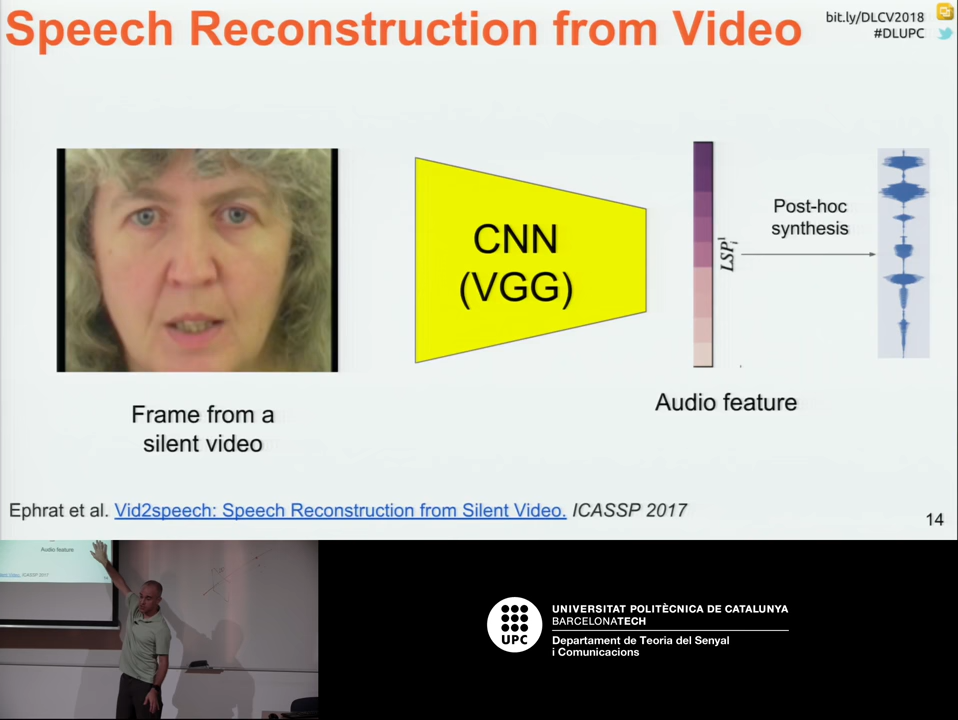 Speech Reconstruction from Video
bit.ly/DLCV2018
#DLUPC
CNN
(VGG)
LSP
Post-hoc
synthesis
Frame from a
silent video
Audio feature
Ephrat et al. Vid2speech: Speech Reconstruction from Silent Video. ICASSP 2017
14
Audio feature
ICASSP 2017
UPC
UNIVERSITAT POLITÈCNICA DE CATALUNYA
BARCELONATECH
Departament de Teoria del Senyal
i Comunicacions